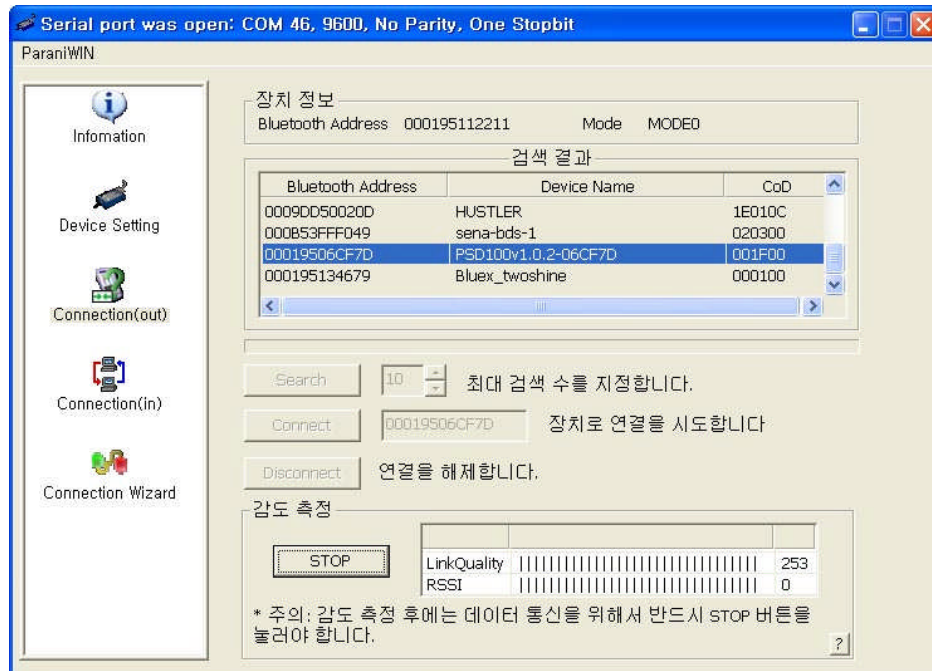 Serial port was open: COM 46, 9600, No Parity, One Stopbit
ParaniWIN
Infomation
Device Setting
Connection(out)
Connection(in)
Connection Wizard
장치 정보
Bluetooth Address 000195112211 Mode MODE0
검색 결과
Bluetooth Address Device Name CoD
0009DD50020D HUSTLER 1E010C
000B53FFF049 sena-bds-1 020300
00019506CF7D PSD100v1.0.2-06CF7D 001F00
000195134679 Bluex_twoshine 000100
Search 10 최대 검색 수를 지정합니다.
Connect 00019506CF7D 장치로 연결을 시도합니다
Disconnect 연결을 해제합니다.
감도 측정
STOP
LinkQuality 253
RSSI 0
* 주의: 감도 측정 후에는 데이터 통신을 위해서 반드시 STOP 버튼을
눌러야 합니다.
?